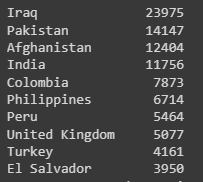 Iraq 23975
Pakistan 14147
Afghanistan 12404
India 11756
Colombia 7873
Philippines 6714
Peru 5464
United Kingdom 5077
Turkey 4161
El Salvador 3950